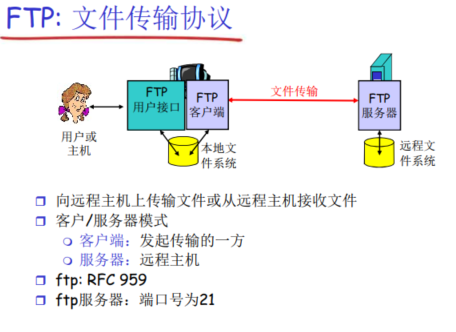 FTP: 文件传输协议
FTP
用户接口
FTP
客户端
文件传输
FTP
服务器
用户或
主机
本地文
件系统
远程文
件系统
向远程主机上传输文件或从远程主机接收文件
客户/服务器模式
客户端：发起传输的一方
服务器：远程主机
ftp: RFC 959
ftp服务器：端口号为21